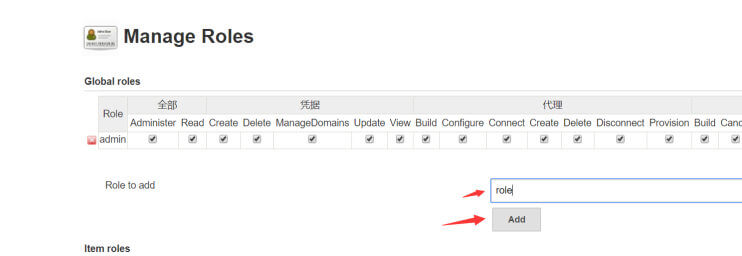 Manage Roles
Global roles
Role 全部 凭据 代理
Administer Read Create Delete ManageDomains Update View Build Configure Connect Create Delete Disconnect Provision Build Canc
admin
Role to add role
Add
Item roles